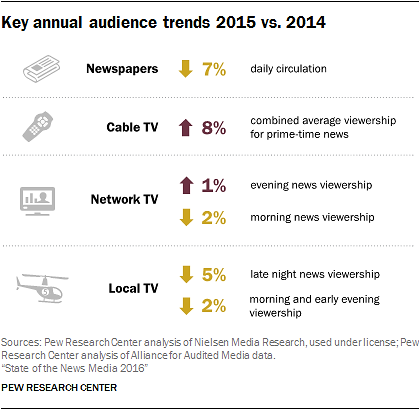 Key annual audience trends 2015 vs. 2014
Newspapers 7% daily circulation
Cable TV 8% combined average viewership
for prime-time news
Network TV
1% evening news viewership
2% morning news viewership
Local TV
5% late night news viewership
2% morning and early evening
viewership
5
Sources: Pew Research Center analysis of Nielsen Media Research, used under license; Pew
Research Center analysis of Alliance for Audited Media data.
“State of the News Media 2016”
PEW RESEARCH CENTER